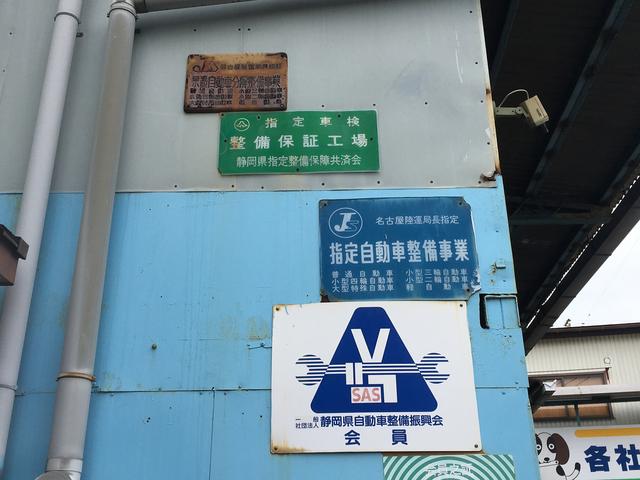 指定車検
整備保証工場
静岡県指定整備保障共済会
JS
名古屋陸運局長指定
指定自動車整備事業
普通自動車 小型三輪自動車
小型四輪自動車 小型二輪自動車
大型特殊自動車 軽自動車
SAS
一般社団法人 静岡県自動車整備振興会
会員
各社